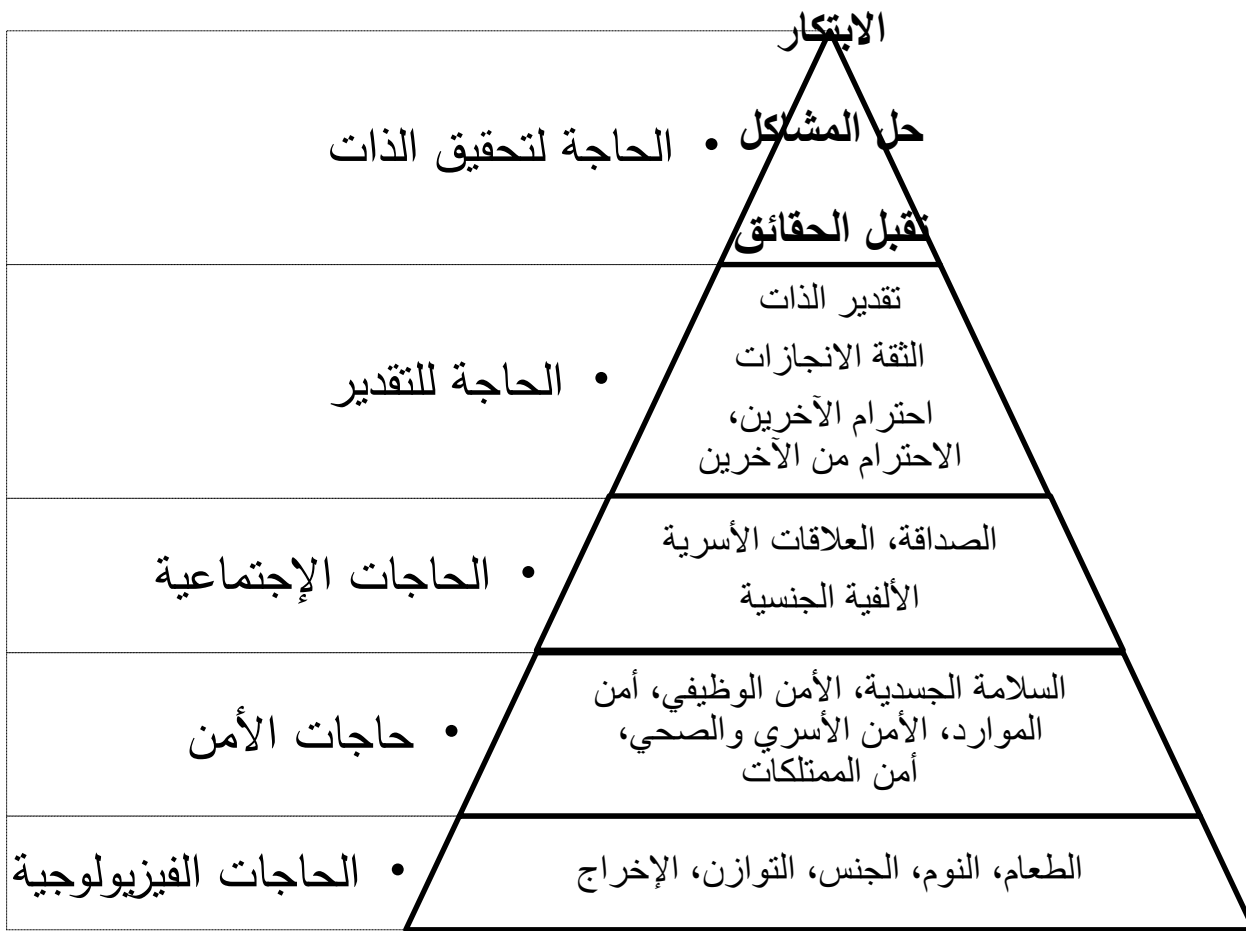 الابتكار
حل المشاكل
تقبل الحقائق
• الحاجة لتحقيق الذات
تقدير الذات
الثقة الانجازات
احترام الآخرين،
الاحترام من الآخرين
• الحاجة للتقدير
الصداقة، العلاقات الأسرية
الألفية الجنسية
• الحاجات الإجتماعية
السلامة الجسدية، الأمن الوظيفي، أمن
الموارد، الأمن الأسري والصحي،
أمن الممتلكات
• حاجات الأمن
الطعام، النوم، الجنس، التوازن، الإخراج
• الحاجات الفيزيولوجية